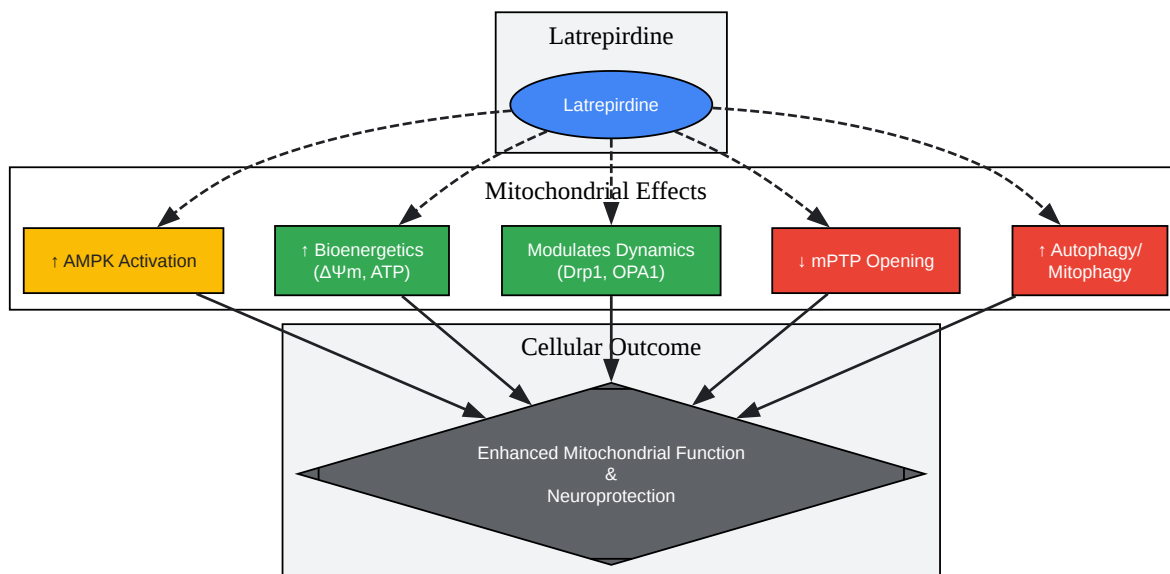 Latrepirdine
Latrepirdine
Mitochondrial Effects
↑ AMPK Activation
↑ Bioenergetics
(ΔΨm, ATP)
Modulates Dynamics
(Drp1, OPA1)
↓ mPTP Opening
↑ Autophagy/
Mitophagy
Cellular Outcome
Enhanced Mitochondrial Function
&
Neuroprotection